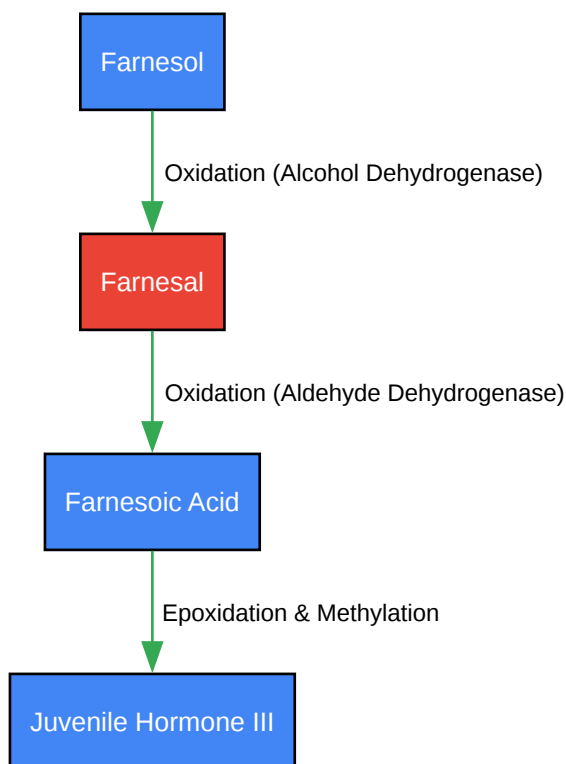 Farnesol
Oxidation (Alcohol Dehydrogenase)
Farnesal
Oxidation (Aldehyde Dehydrogenase)
Farnesoic Acid
Epoxidation & Methylation
Juvenile Hormone III